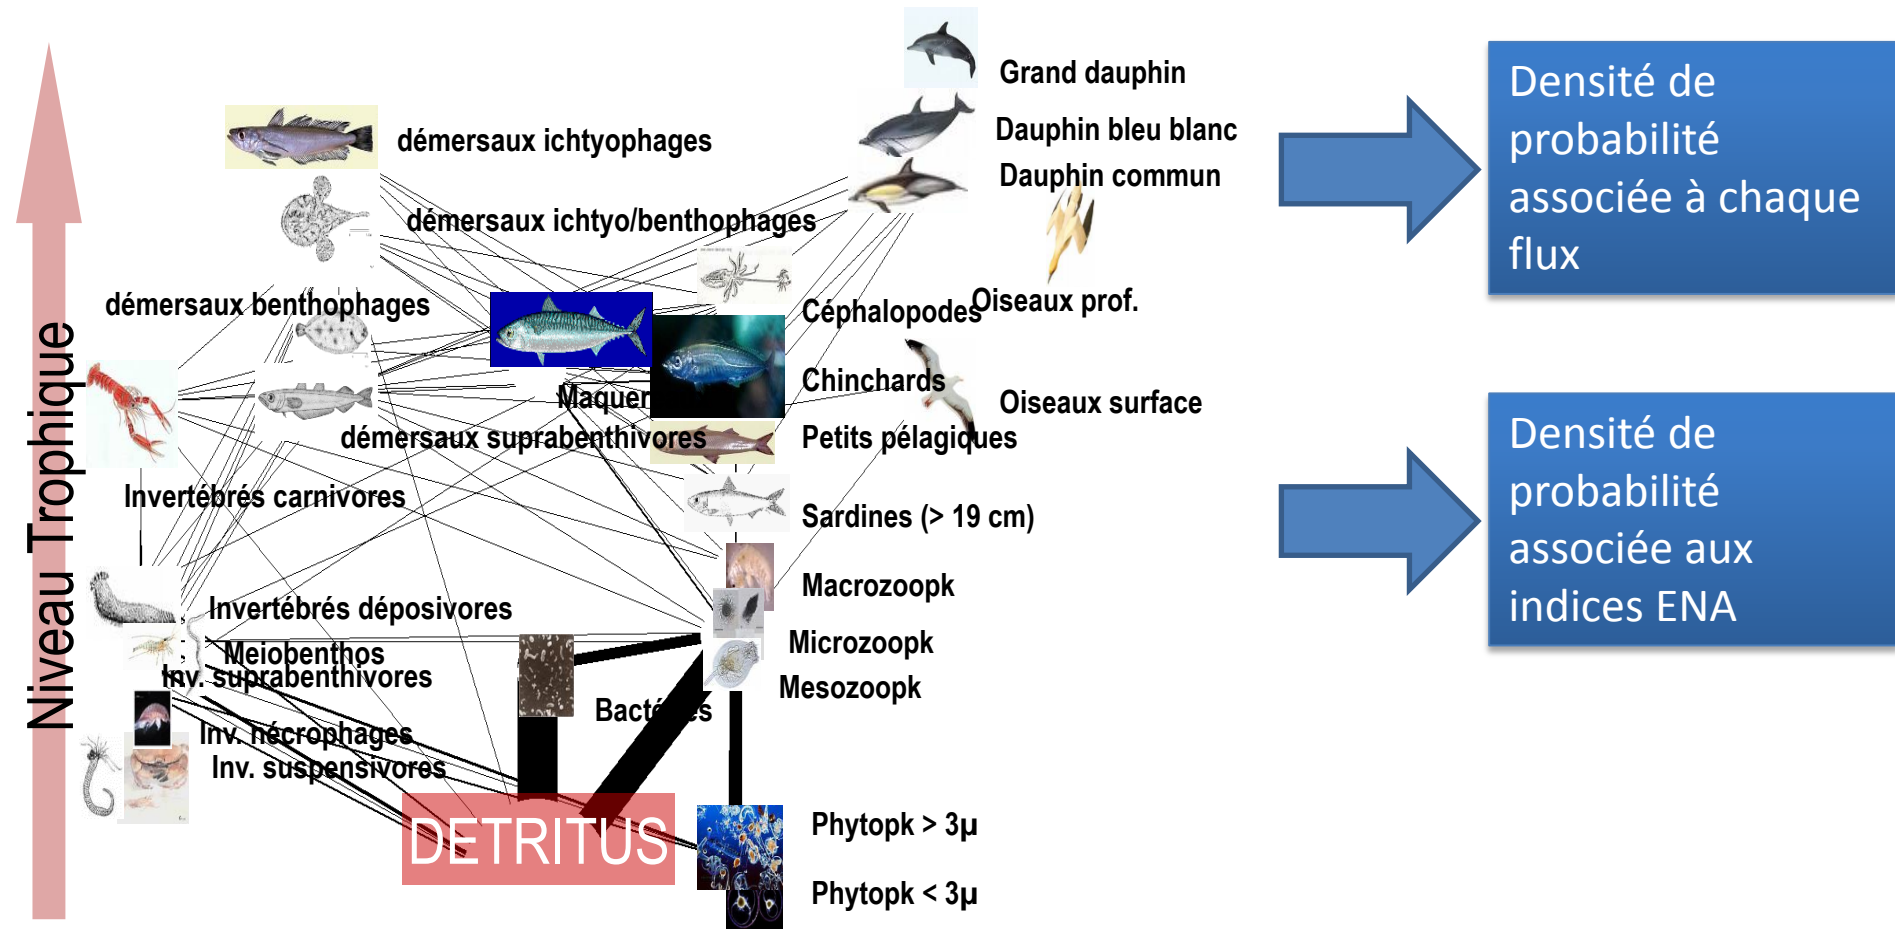 Niveau Trophique
Grand dauphin
Dauphin bleu blanc
Dauphin commun
démersaux ichtyophages
démersaux ichtyo/benthophages
démersaux benthophages
Céphalopodes
Oiseaux prof.
Chinchards
Maquer
Oiseaux surface
démersaux suprabenthivores
Petits pélagiques
Invertébrés carnivores
Sardines (> 19 cm)
Macrozoopk
Invertébrés déposivores
Microzoopk
Meiobenthos
Inv. suprabenthivores
Mesozoopk
Bactéries
Inv. nécrophages
Inv. suspensivores
DETRITUS
Phytopk > 3µ
Phytopk < 3µ
Densité de
probabilité
associée à chaque
flux
Densité de
probabilité
associée aux
indices ENA